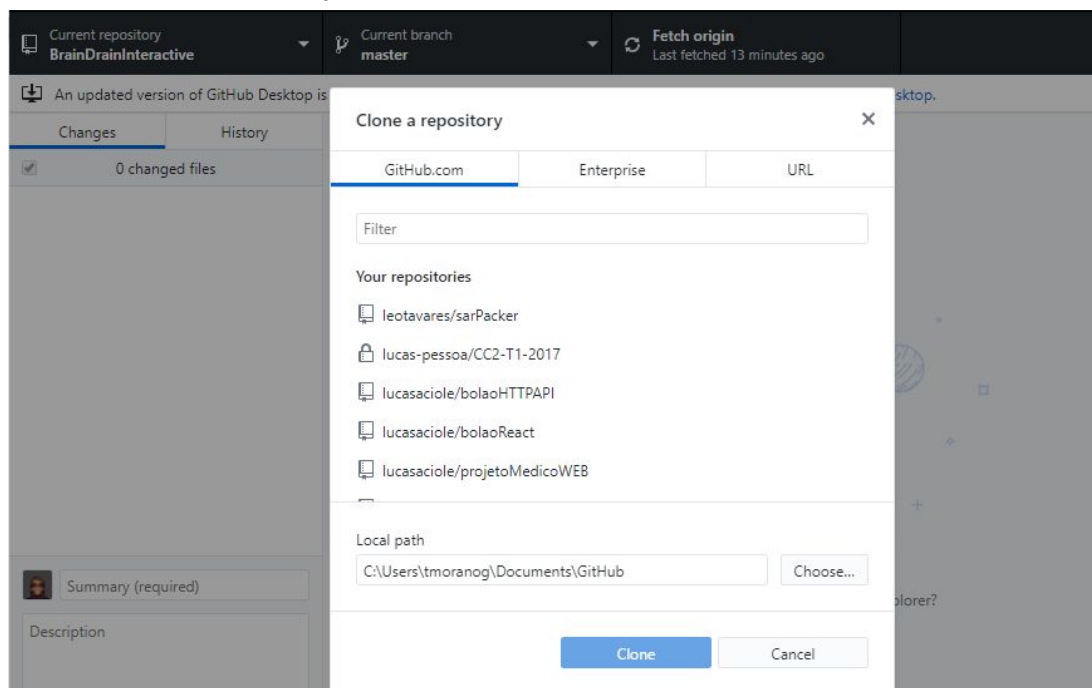 Current repository
BrainDrainInteractive
Current branch
master
Fetch origin
Last fetched 13 minutes ago
An updated version of GitHub Desktop is
sktop.
Changes
History
0 changed files
Clone a repository
GitHub.com
Enterprise
URL
Filter
Your repositories
leotavares/sarPacker
lucas-pessoa/CC2-T1-2017
lucasaciole/bolaoHTTPAPI
lucasaciole/bolaoReact
lucasaciole/projetoMedicoWEB
Local path
C:\Users\tmoranog\Documents\GitHub
Choose...
Summary (required)
plorer?
Description
Clone
Cancel